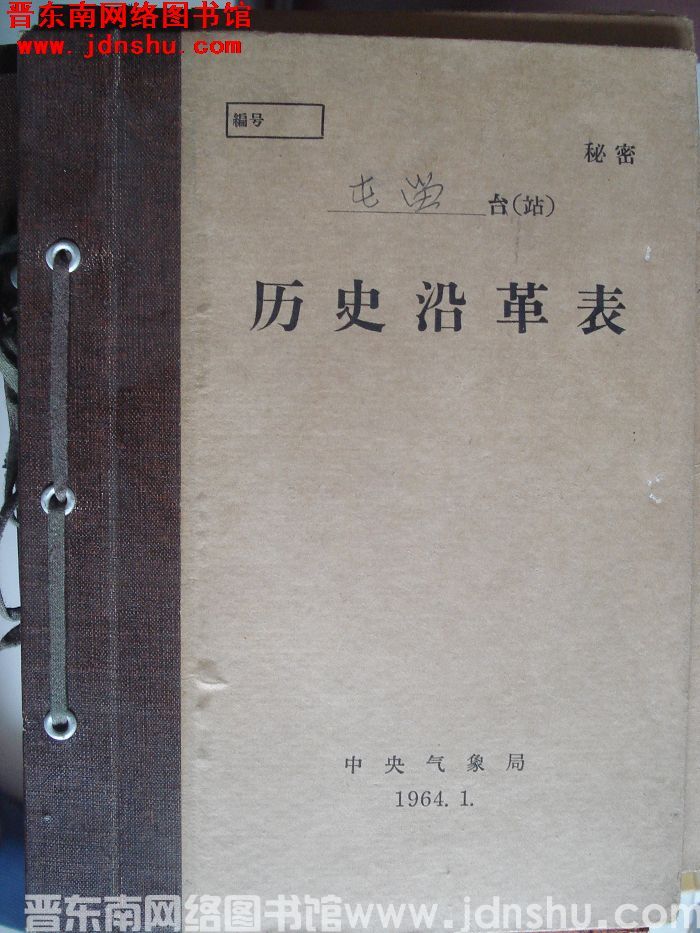 晋东南网络图书馆
www.jdnshu.com
編号
秘密
屯留 台(站)
历史沿革表
中央气象局
1964.1.
晋东南网络图书馆www.jdnshu.com